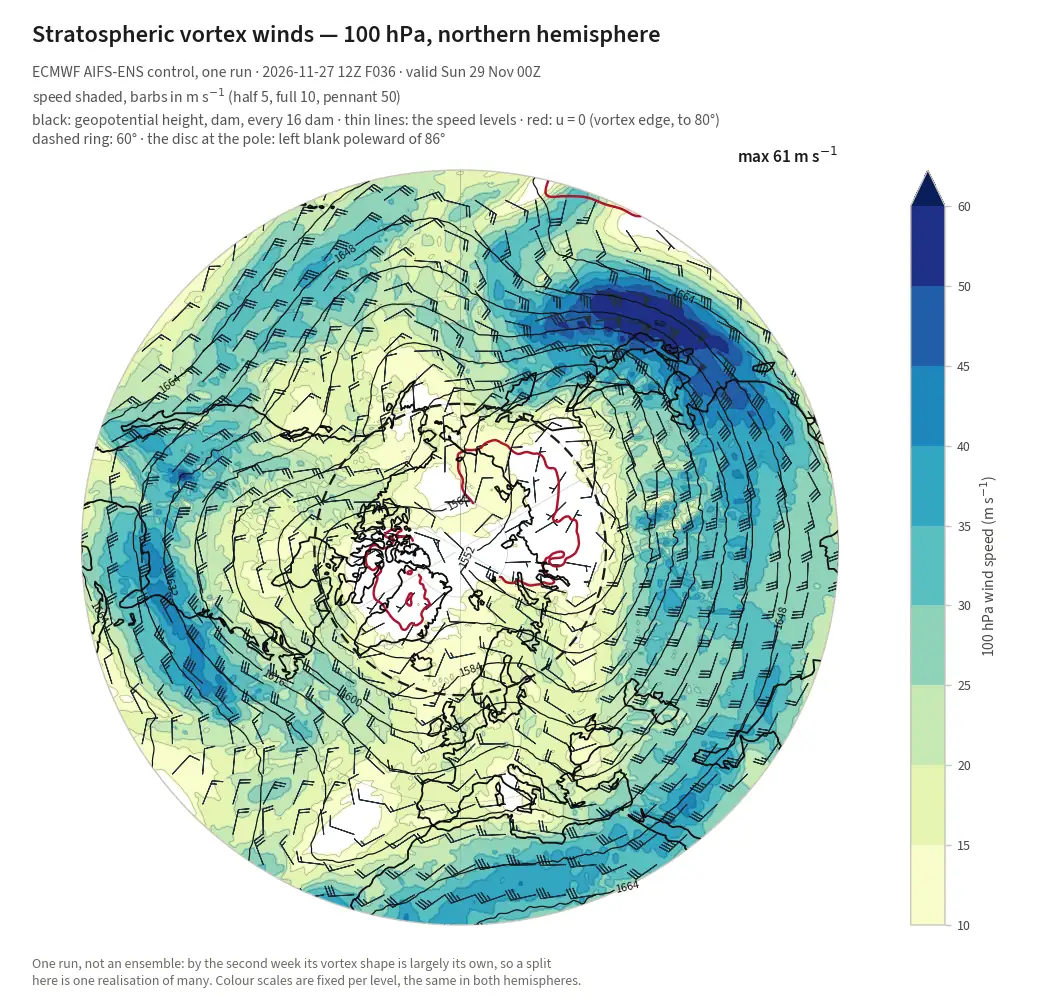 Stratospheric vortex winds — 100 hPa, northern hemisphere
ECMWF AIFS-ENS control, one run · 2026-11-27 12Z F036 · valid Sun 29 Nov 00Z
speed shaded, barbs in m s⁻¹ (half 5, full 10, pennant 50)
black: geopotential height, dam, every 16 dam · thin lines: the speed levels · red: u = 0 (vortex edge, to 80°)
dashed ring: 60° · the disc at the pole: left blank poleward of 86°
max 61 m s⁻¹
60
50
45
40
35
30
25
20
15
10
100 hPa wind speed (m s⁻¹)
1648
1664
1664
1552
1632
1648
1616
1600
1584
1664
One run, not an ensemble: by the second week its vortex shape is largely its own, so a split
here is one realisation of many. Colour scales are fixed per level, the same in both hemispheres.